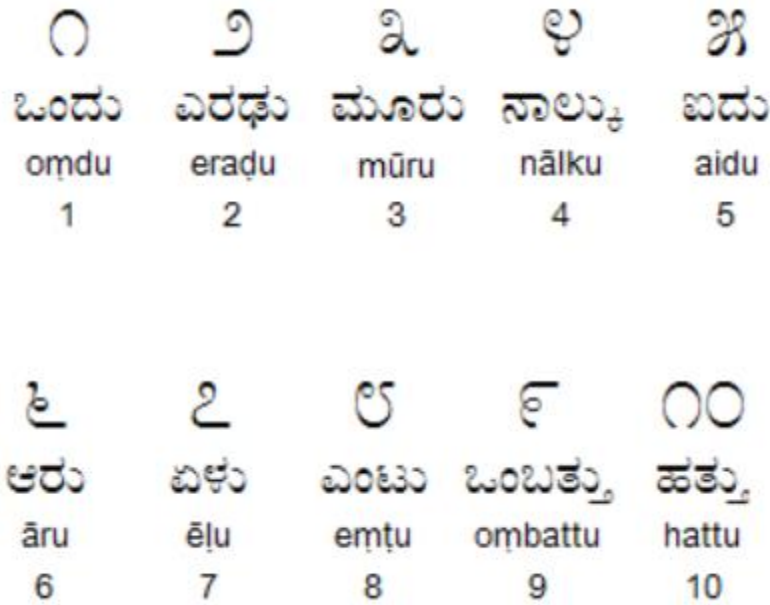 ೧ ೨ ೩ ೪ ೫
ಒಂದು ಎರಢು ಮೂರು ನಾಲ್ಕು ಐದು
oṃdu eraḍu mūru nālku aidu
1 2 3 4 5
೬ ೭ ೮ ೯ ೧೦
ಆರು ಏಳು ಎಂಟು ಒಂಬತ್ತು ಹತ್ತು
āru ēḷu eṃṭu oṃbattu hattu
6 7 8 9 10